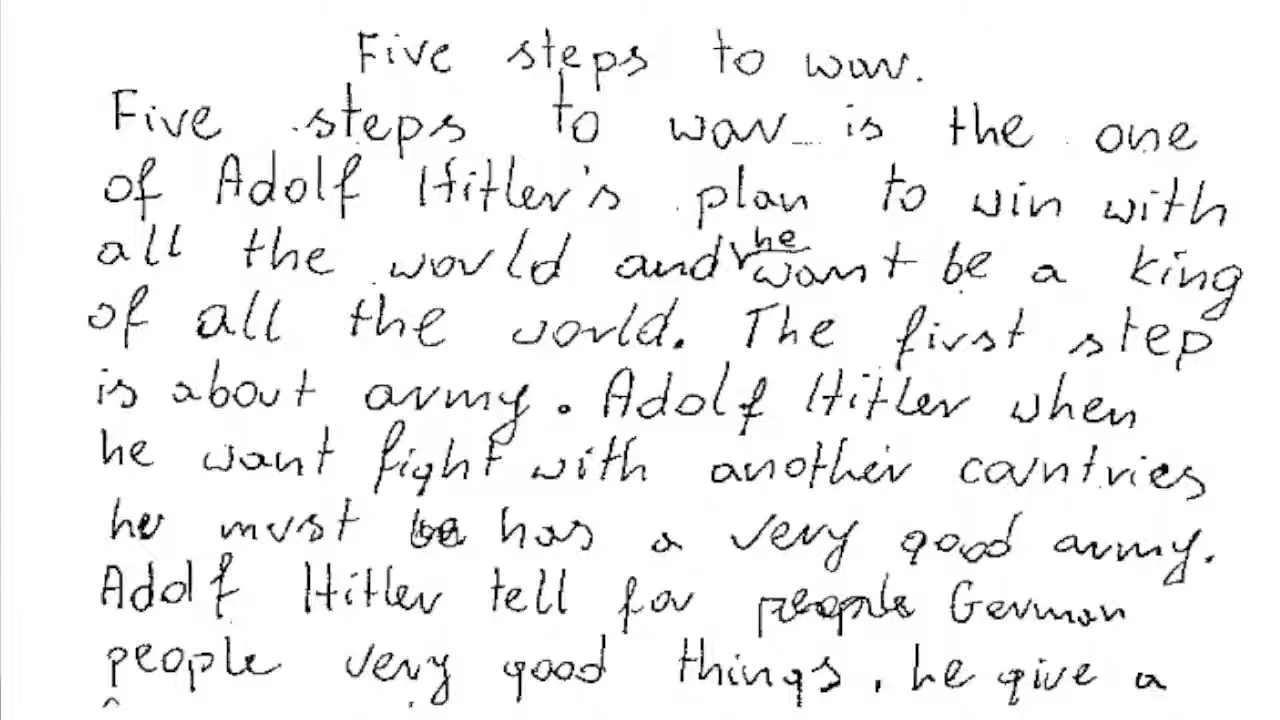 Five steps to war.
Five steps to war is the one
of Adolf Hitler's plan to win with
all the world and he want be a king
of all the world. The first step
is about army. Adolf Hitler when
he want fight with another countries
he must has a very good army.
Adolf Hitler tell for people German
people very good things, he give a